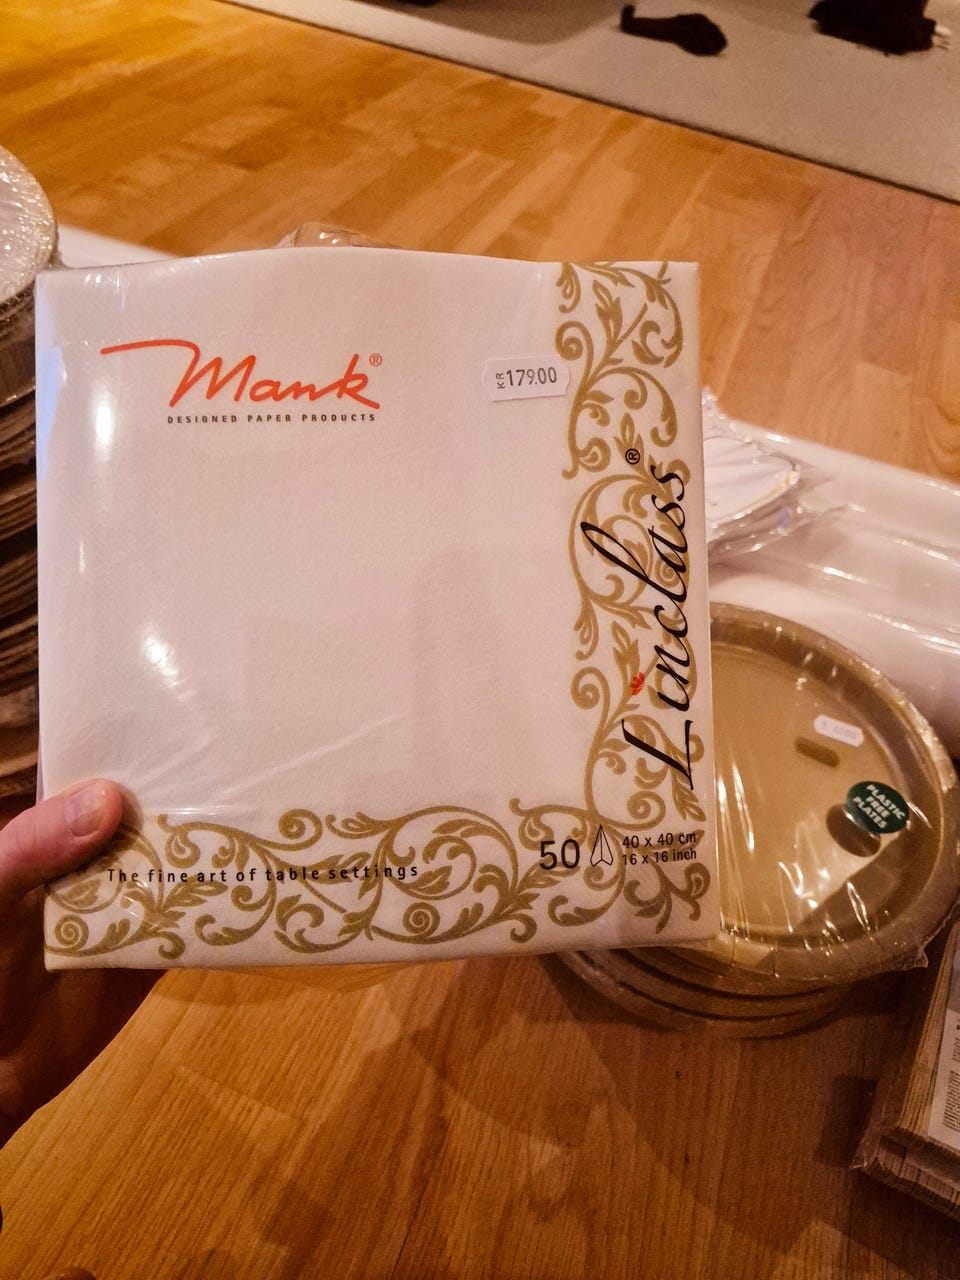 Mank®
DESIGNED PAPER PRODUCTS
KR 179.00
Linclass®
The fine art of table settings
50
40 x 40 cm
16 x 16 inch
PLASTIC
FREE
PLATES